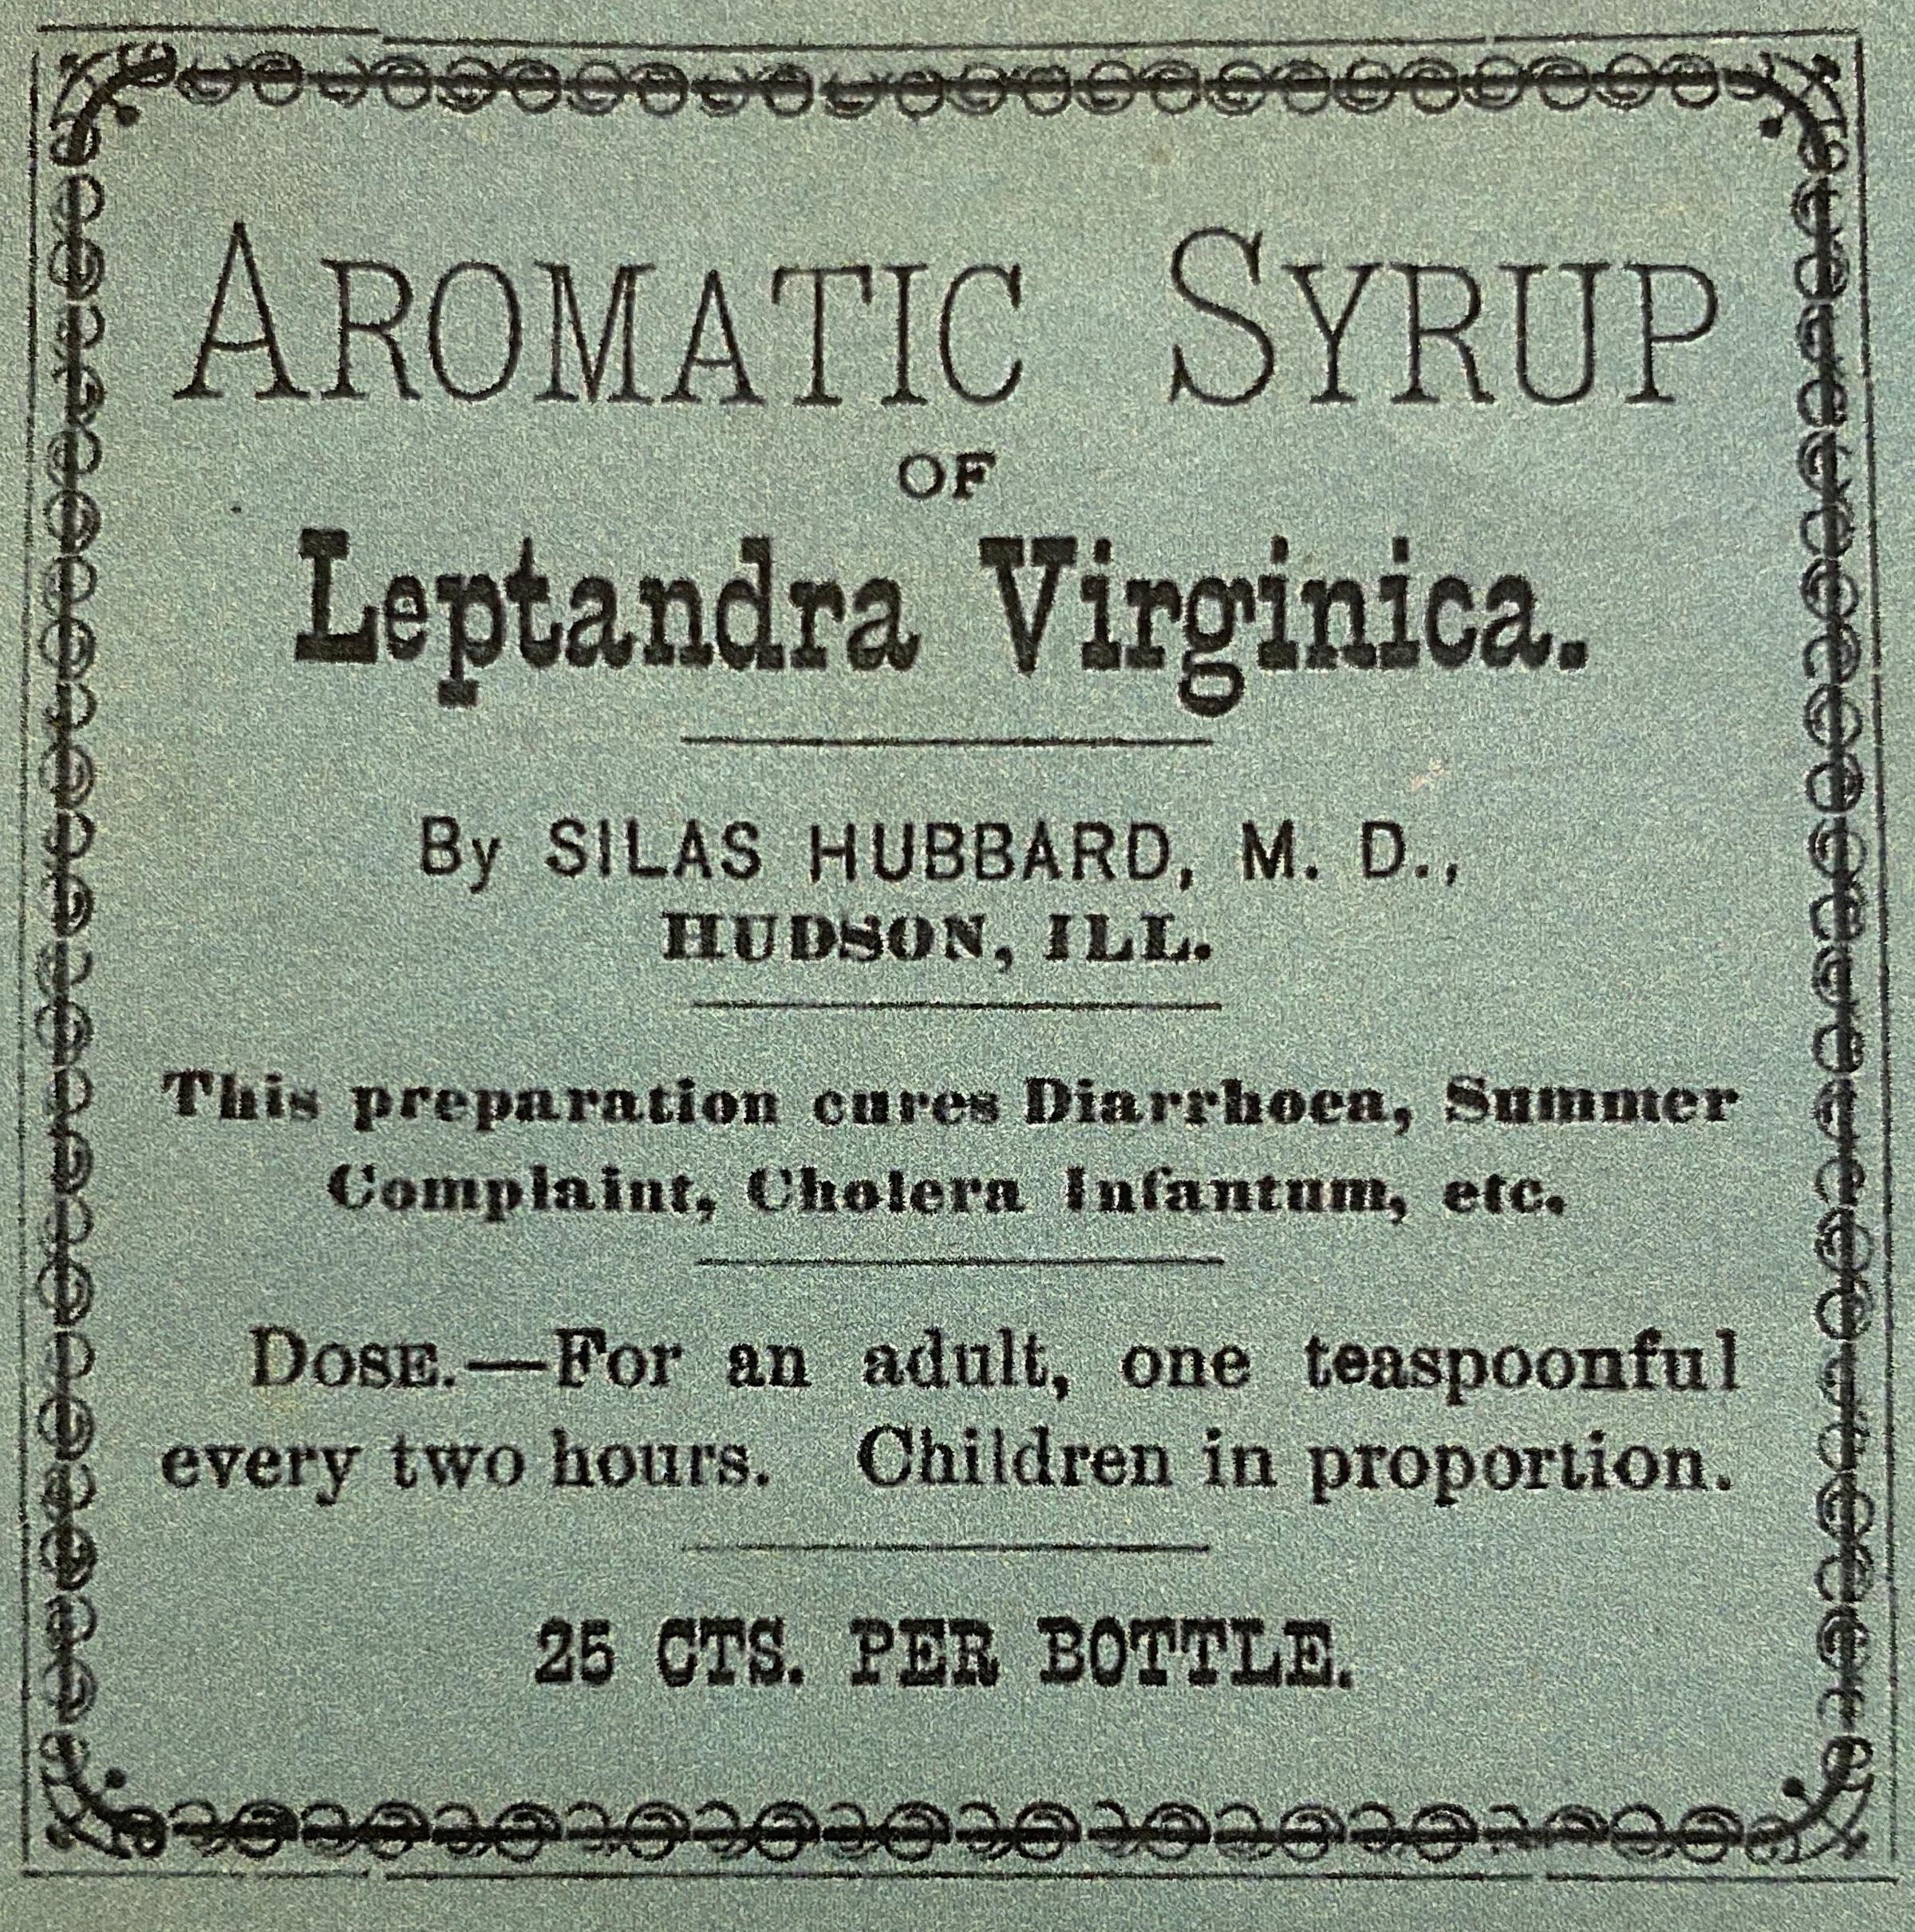 AROMATIC SYRUP
OF
Leptandra Virginica.
By SILAS HUBBARD, M. D.,
HUDSON, ILL.
This preparation cures Diarrhoea, Summer
Complaint, Cholera Infantum, etc.
DOSE.—For an adult, one teaspoonful
every two hours. Children in proportion.
25 CTS. PER BOTTLE.